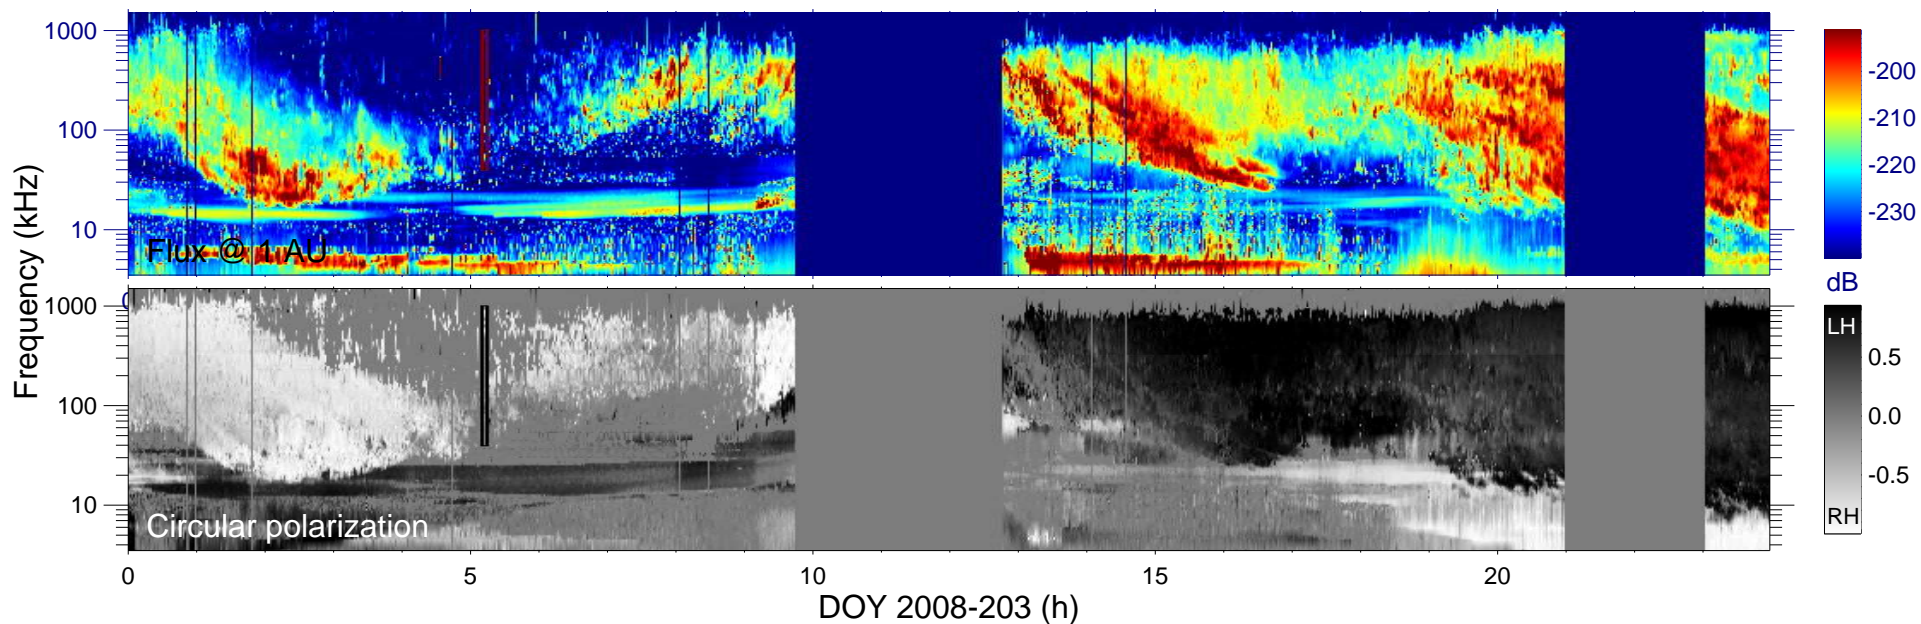 1000
100
10
Flux @ 1 AU
-200
-210
-220
-230
dB
0
Frequency (kHz)
1000
100
10
Circular polarization
LH
0.5
0.0
-0.5
RH
0
5
10
15
20
DOY 2008-203 (h)